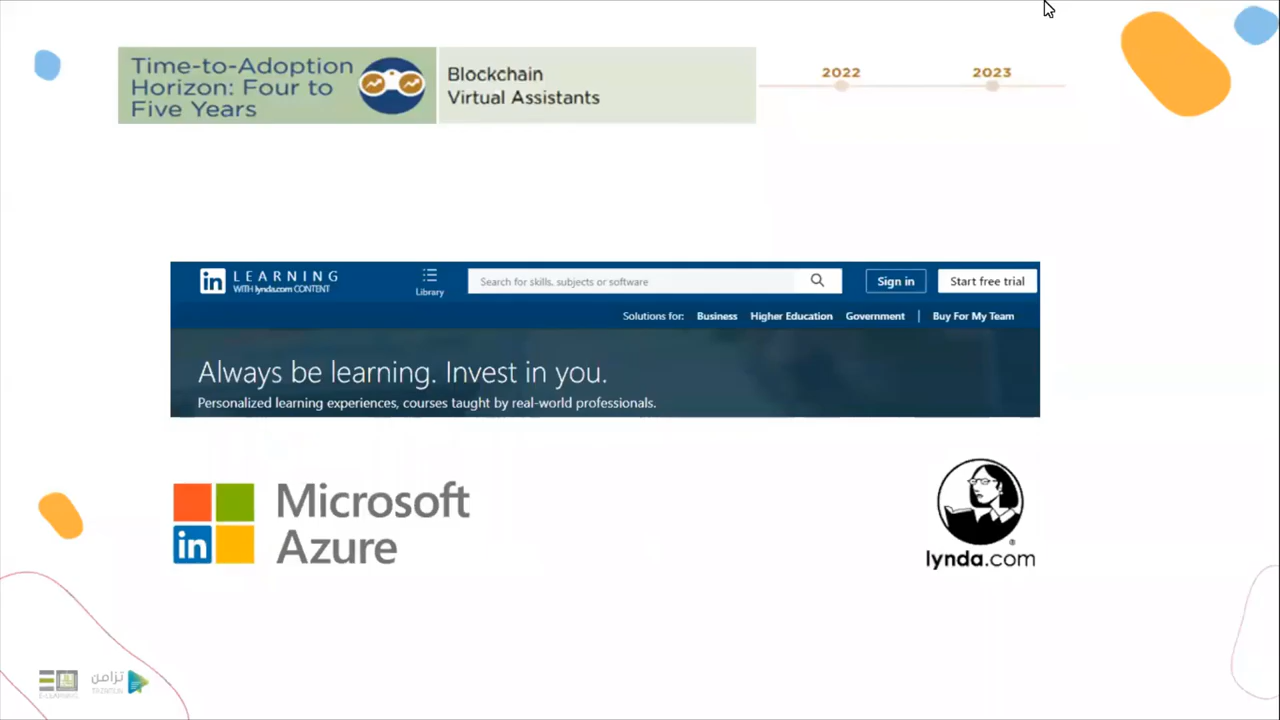 Time-to-Adoption
Horizon: Four to
Five Years
Blockchain
Virtual Assistants
2022
2023
in LEARNING
WITH lynda.com CONTENT
Library
Search for skills, subjects or software
Sign in
Start free trial
Solutions for: Business Higher Education Government | Buy For My Team
Always be learning. Invest in you.
Personalized learning experiences, courses taught by real-world professionals.
in
Microsoft
Azure
®
lynda.com
تزامن
E-LEARNING